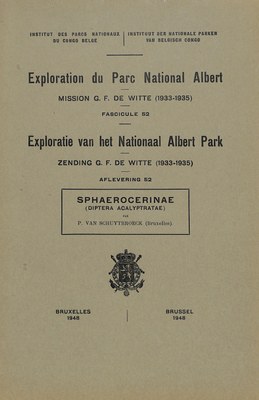 INSTITUT DES PARCS NATIONAUX
DU CONGO BELGE
INSTITUUT DER NATIONALE PARKEN
VAN BELGISCH CONGO
Exploration du Parc National Albert
MISSION G. F. DE WITTE (1933-1935)
FASCICULE 52
Exploratie van het Nationaal Albert Park
ZENDING G. F. DE WITTE (1933-1935)
AFLEVERING 52
SPHAEROCERINAE
(DIPTERA ACALYPTRATAE)
PAR
P. VAN SCHUYTBROECK (Bruxelles)
BRUXELLES
1948
BRUSSEL
1948